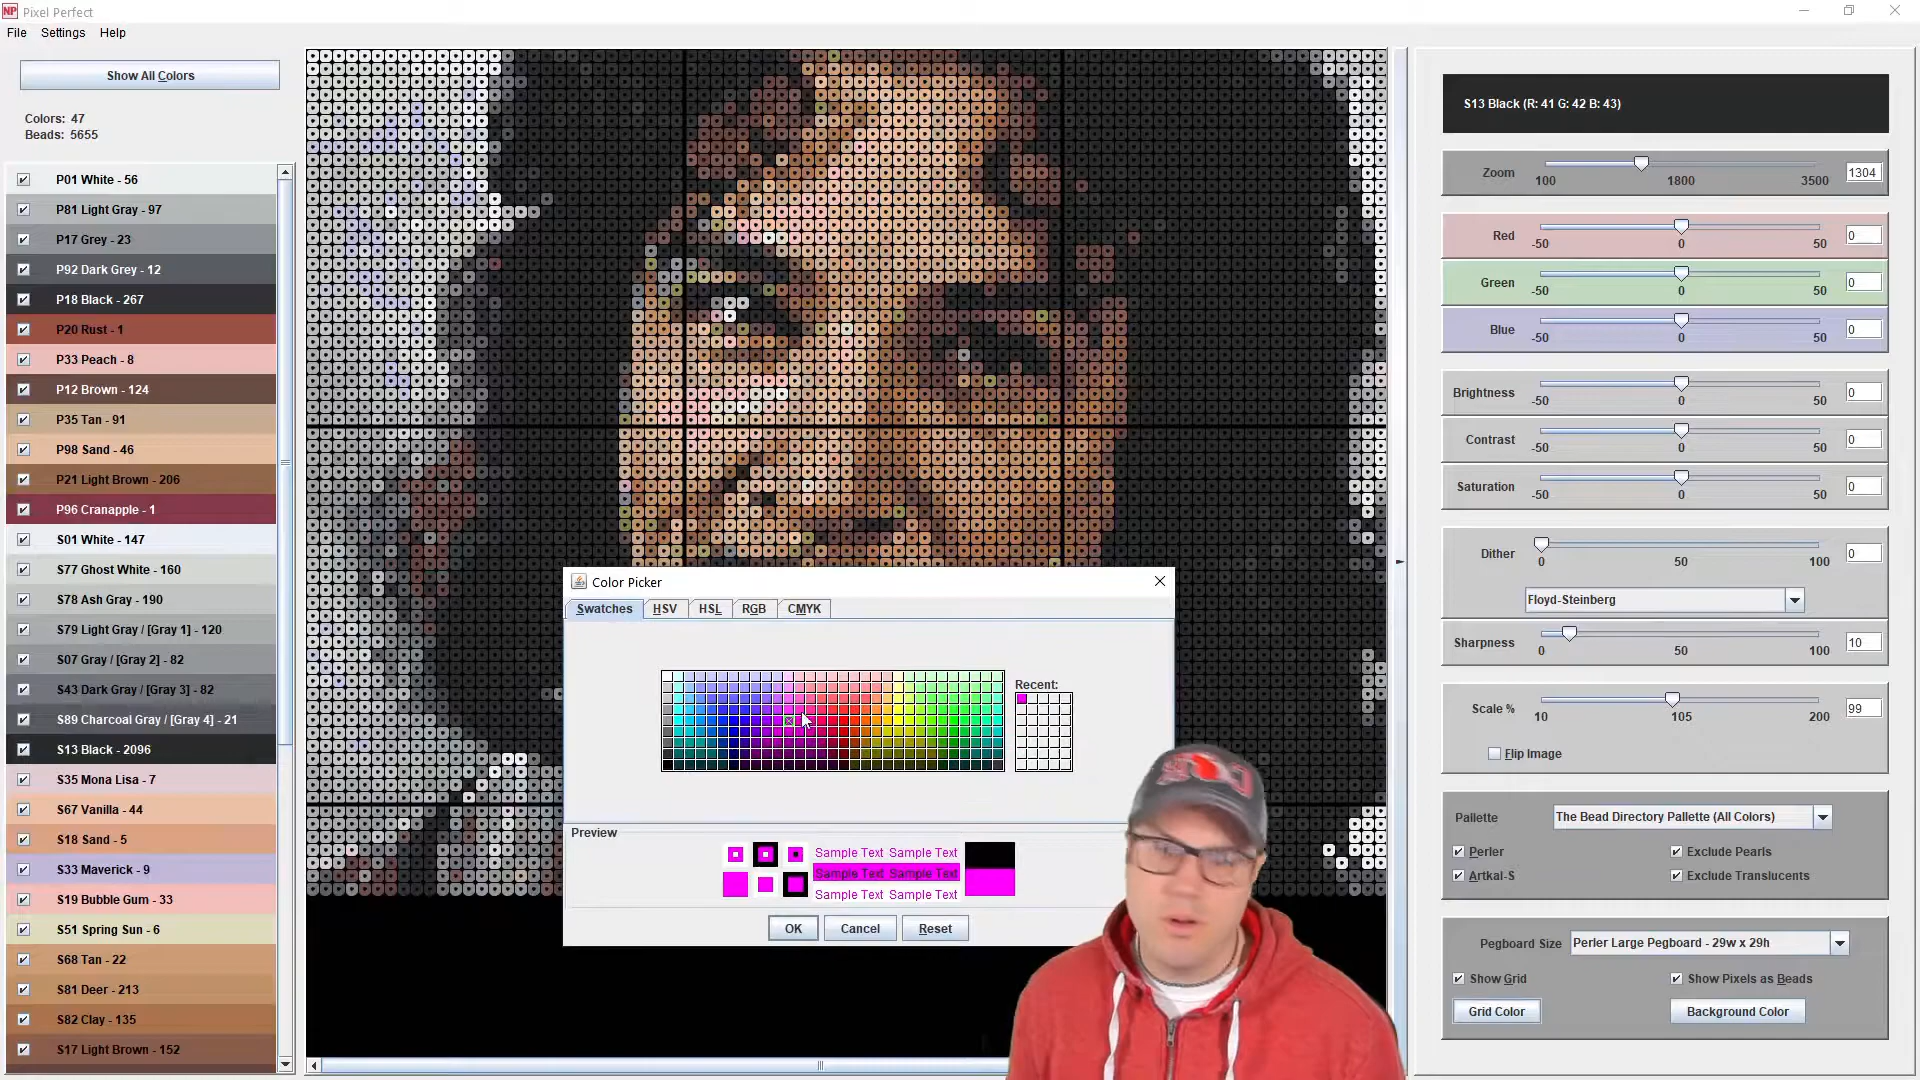 NP Pixel Perfect
File Settings Help
Show All Colors
Colors: 47
Beads: 5655
P01 White - 56
P81 Light Gray - 97
P17 Grey - 23
P92 Dark Grey - 12
P18 Black - 267
P20 Rust - 1
P33 Peach - 8
P12 Brown - 124
P35 Tan - 91
P98 Sand - 46
P21 Light Brown - 206
P96 Cranapple - 1
S01 White - 147
S77 Ghost White - 160
S78 Ash Gray - 190
S79 Light Gray / [Gray 1] - 120
S07 Gray / [Gray 2] - 82
S43 Dark Gray / [Gray 3] - 82
S89 Charcoal Gray / [Gray 4] - 21
S13 Black - 2096
S35 Mona Lisa - 7
S67 Vanilla - 44
S18 Sand - 5
S33 Maverick - 9
S19 Bubble Gum - 33
S51 Spring Sun - 6
S68 Tan - 22
S81 Deer - 213
S82 Clay - 135
S17 Light Brown - 152
Color Picker
Swatches HSV HSL RGB CMYK
Recent:
Preview
Sample Text Sample Text
Sample Text Sample Text
Sample Text Sample Text
OK Cancel Reset
S13 Black (R: 41 G: 42 B: 43)
Zoom 1304
100 1800 3500
Red 0
-50 0 50
Green 0
-50 0 50
Blue 0
-50 0 50
Brightness 0
-50 0 50
Contrast 0
-50 0 50
Saturation 0
-50 0 50
Dither 0
0 50 100
Floyd-Steinberg
Sharpness 10
0 50 100
Scale % 99
10 105 200
Flip Image
Pallette The Bead Directory Pallette (All Colors)
Perler Exclude Pearls
Artkal-S Exclude Translucents
Pegboard Size Perler Large Pegboard - 29w x 29h
Show Grid Show Pixels as Beads
Grid Color Background Color